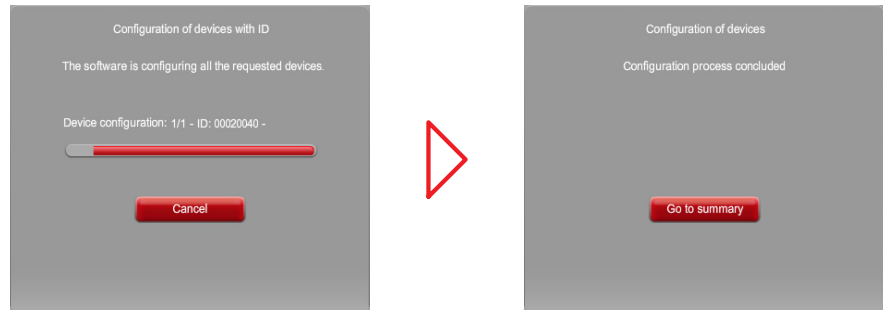 Configuration of devices with ID
The software is configuring all the requested devices.
Device configuration: 1/1 - ID: 00020040 -
Cancel
Configuration of devices
Configuration process concluded
Go to summary